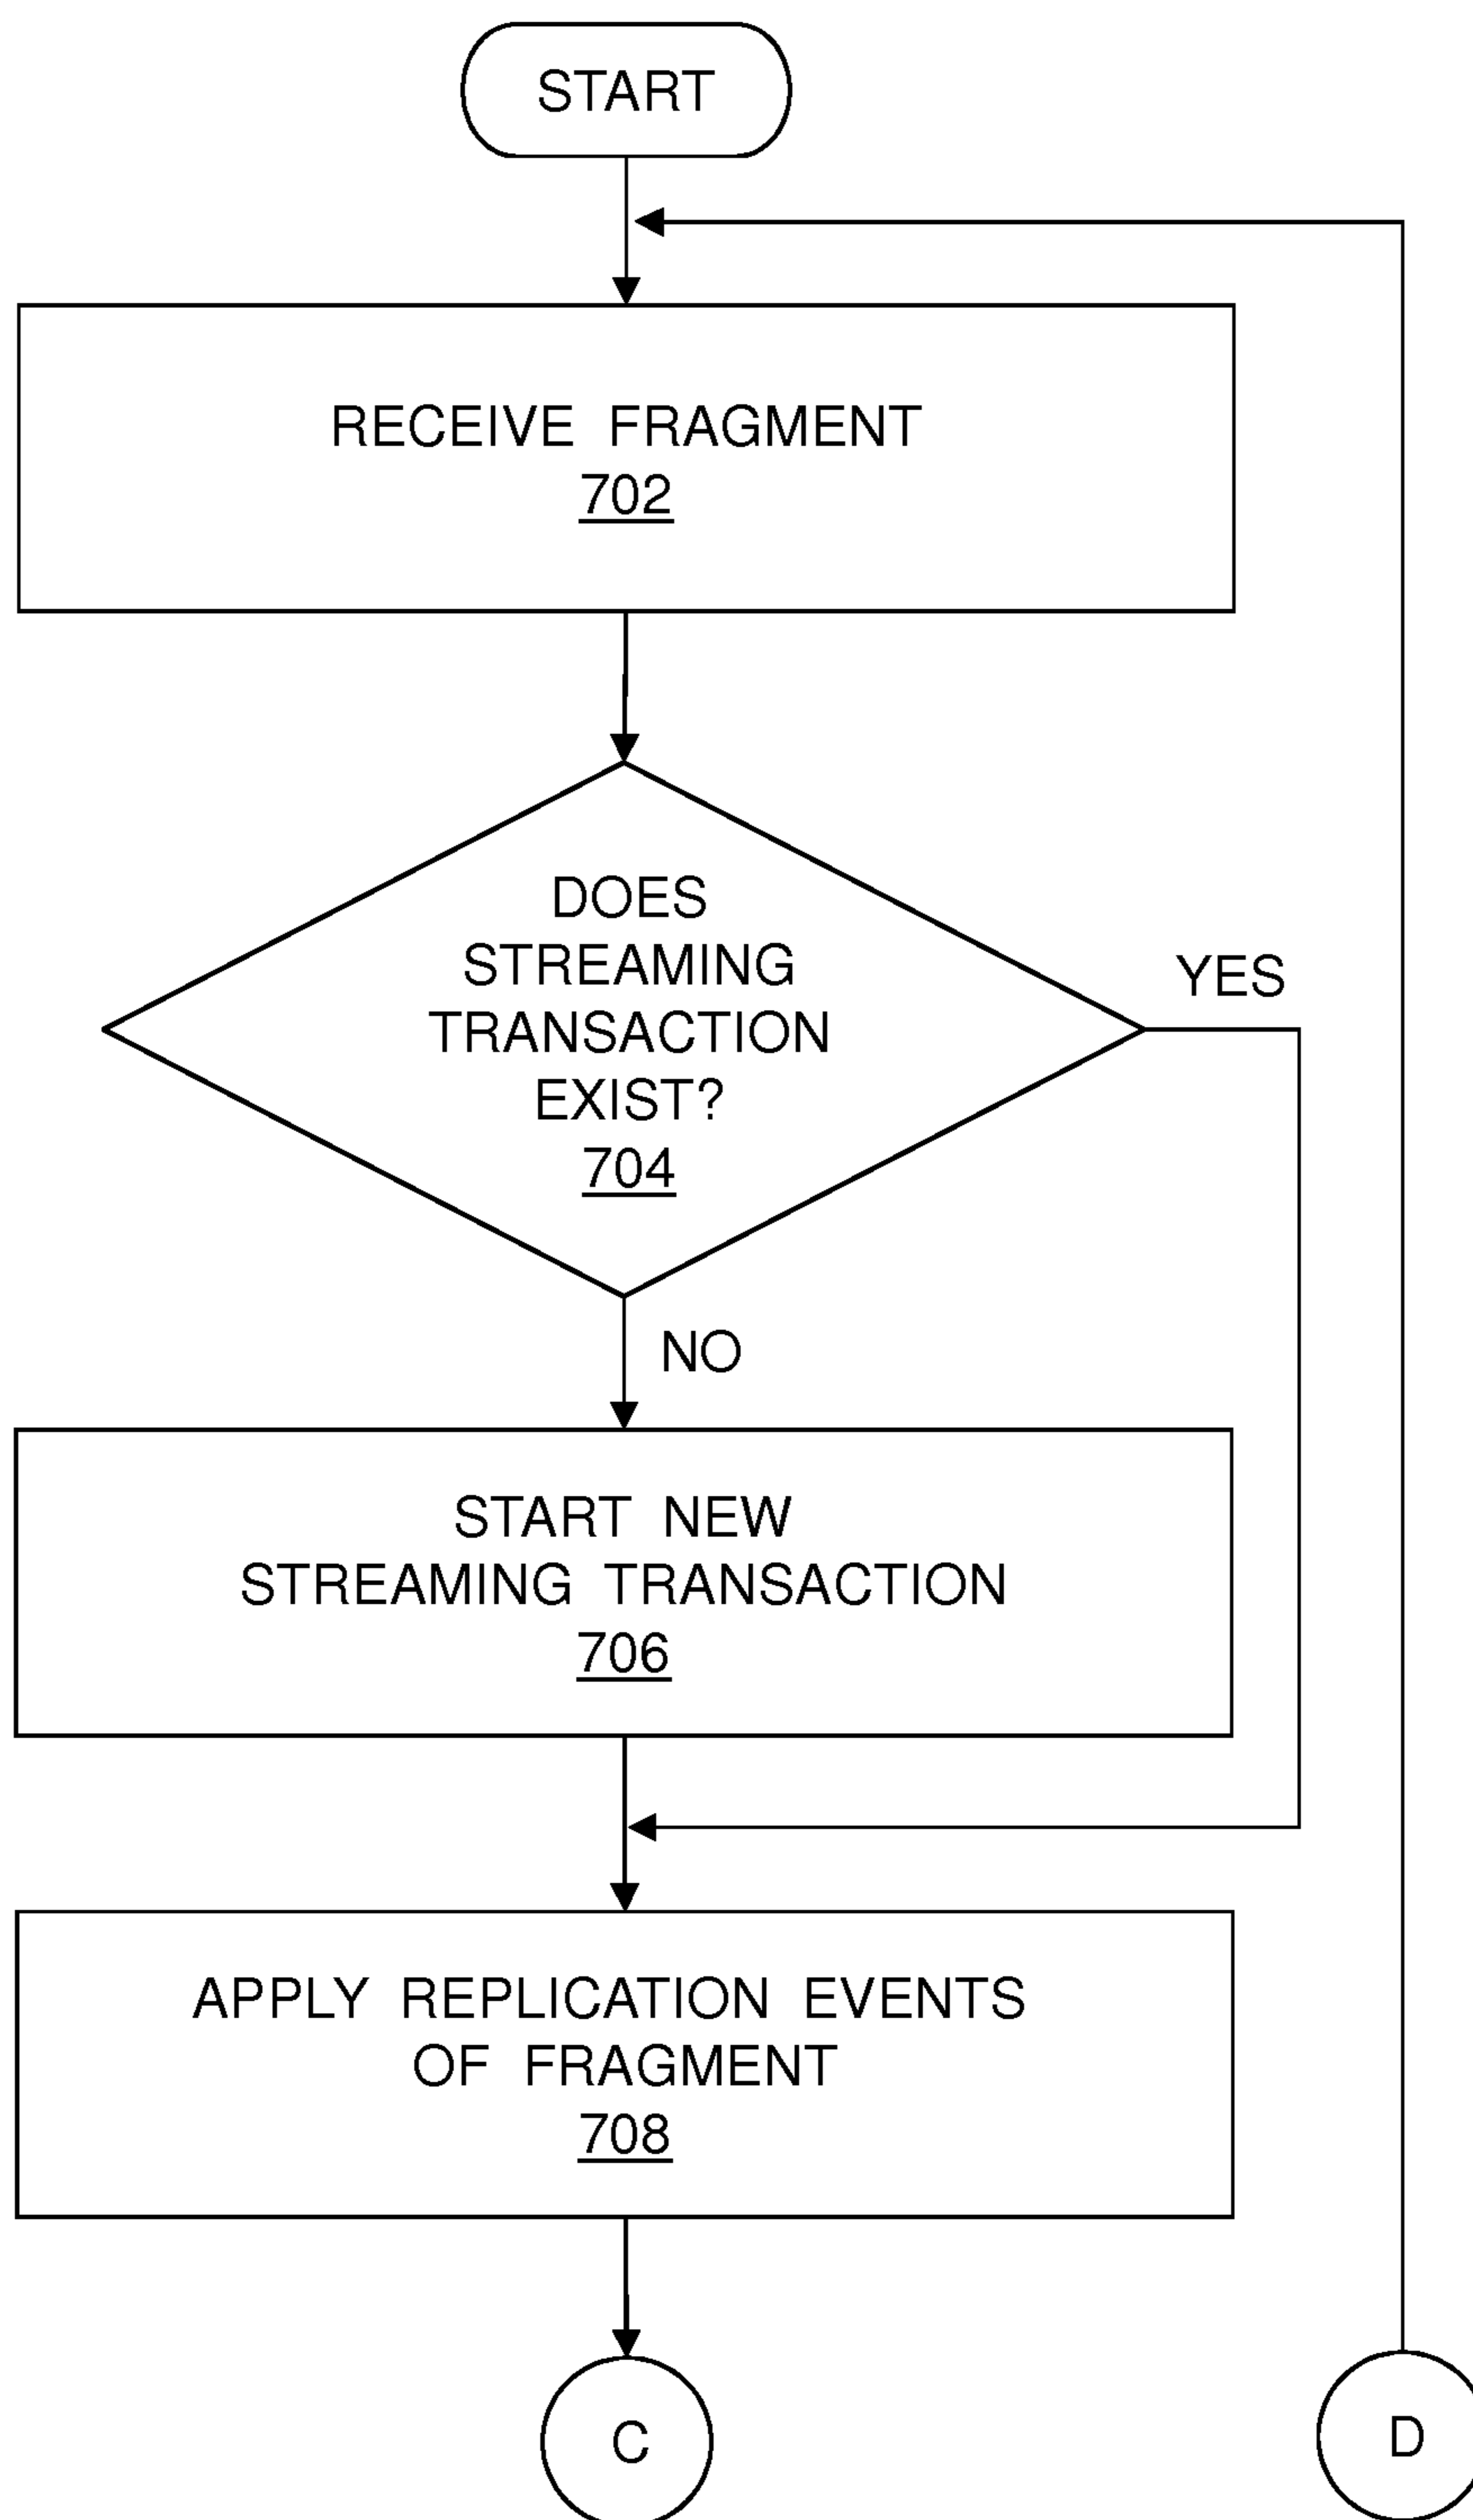 START
RECEIVE FRAGMENT
702
DOES
STREAMING
TRANSACTION
EXIST?
704
YES
NO
START NEW
STREAMING TRANSACTION
706
APPLY REPLICATION EVENTS
OF FRAGMENT
708
C
D